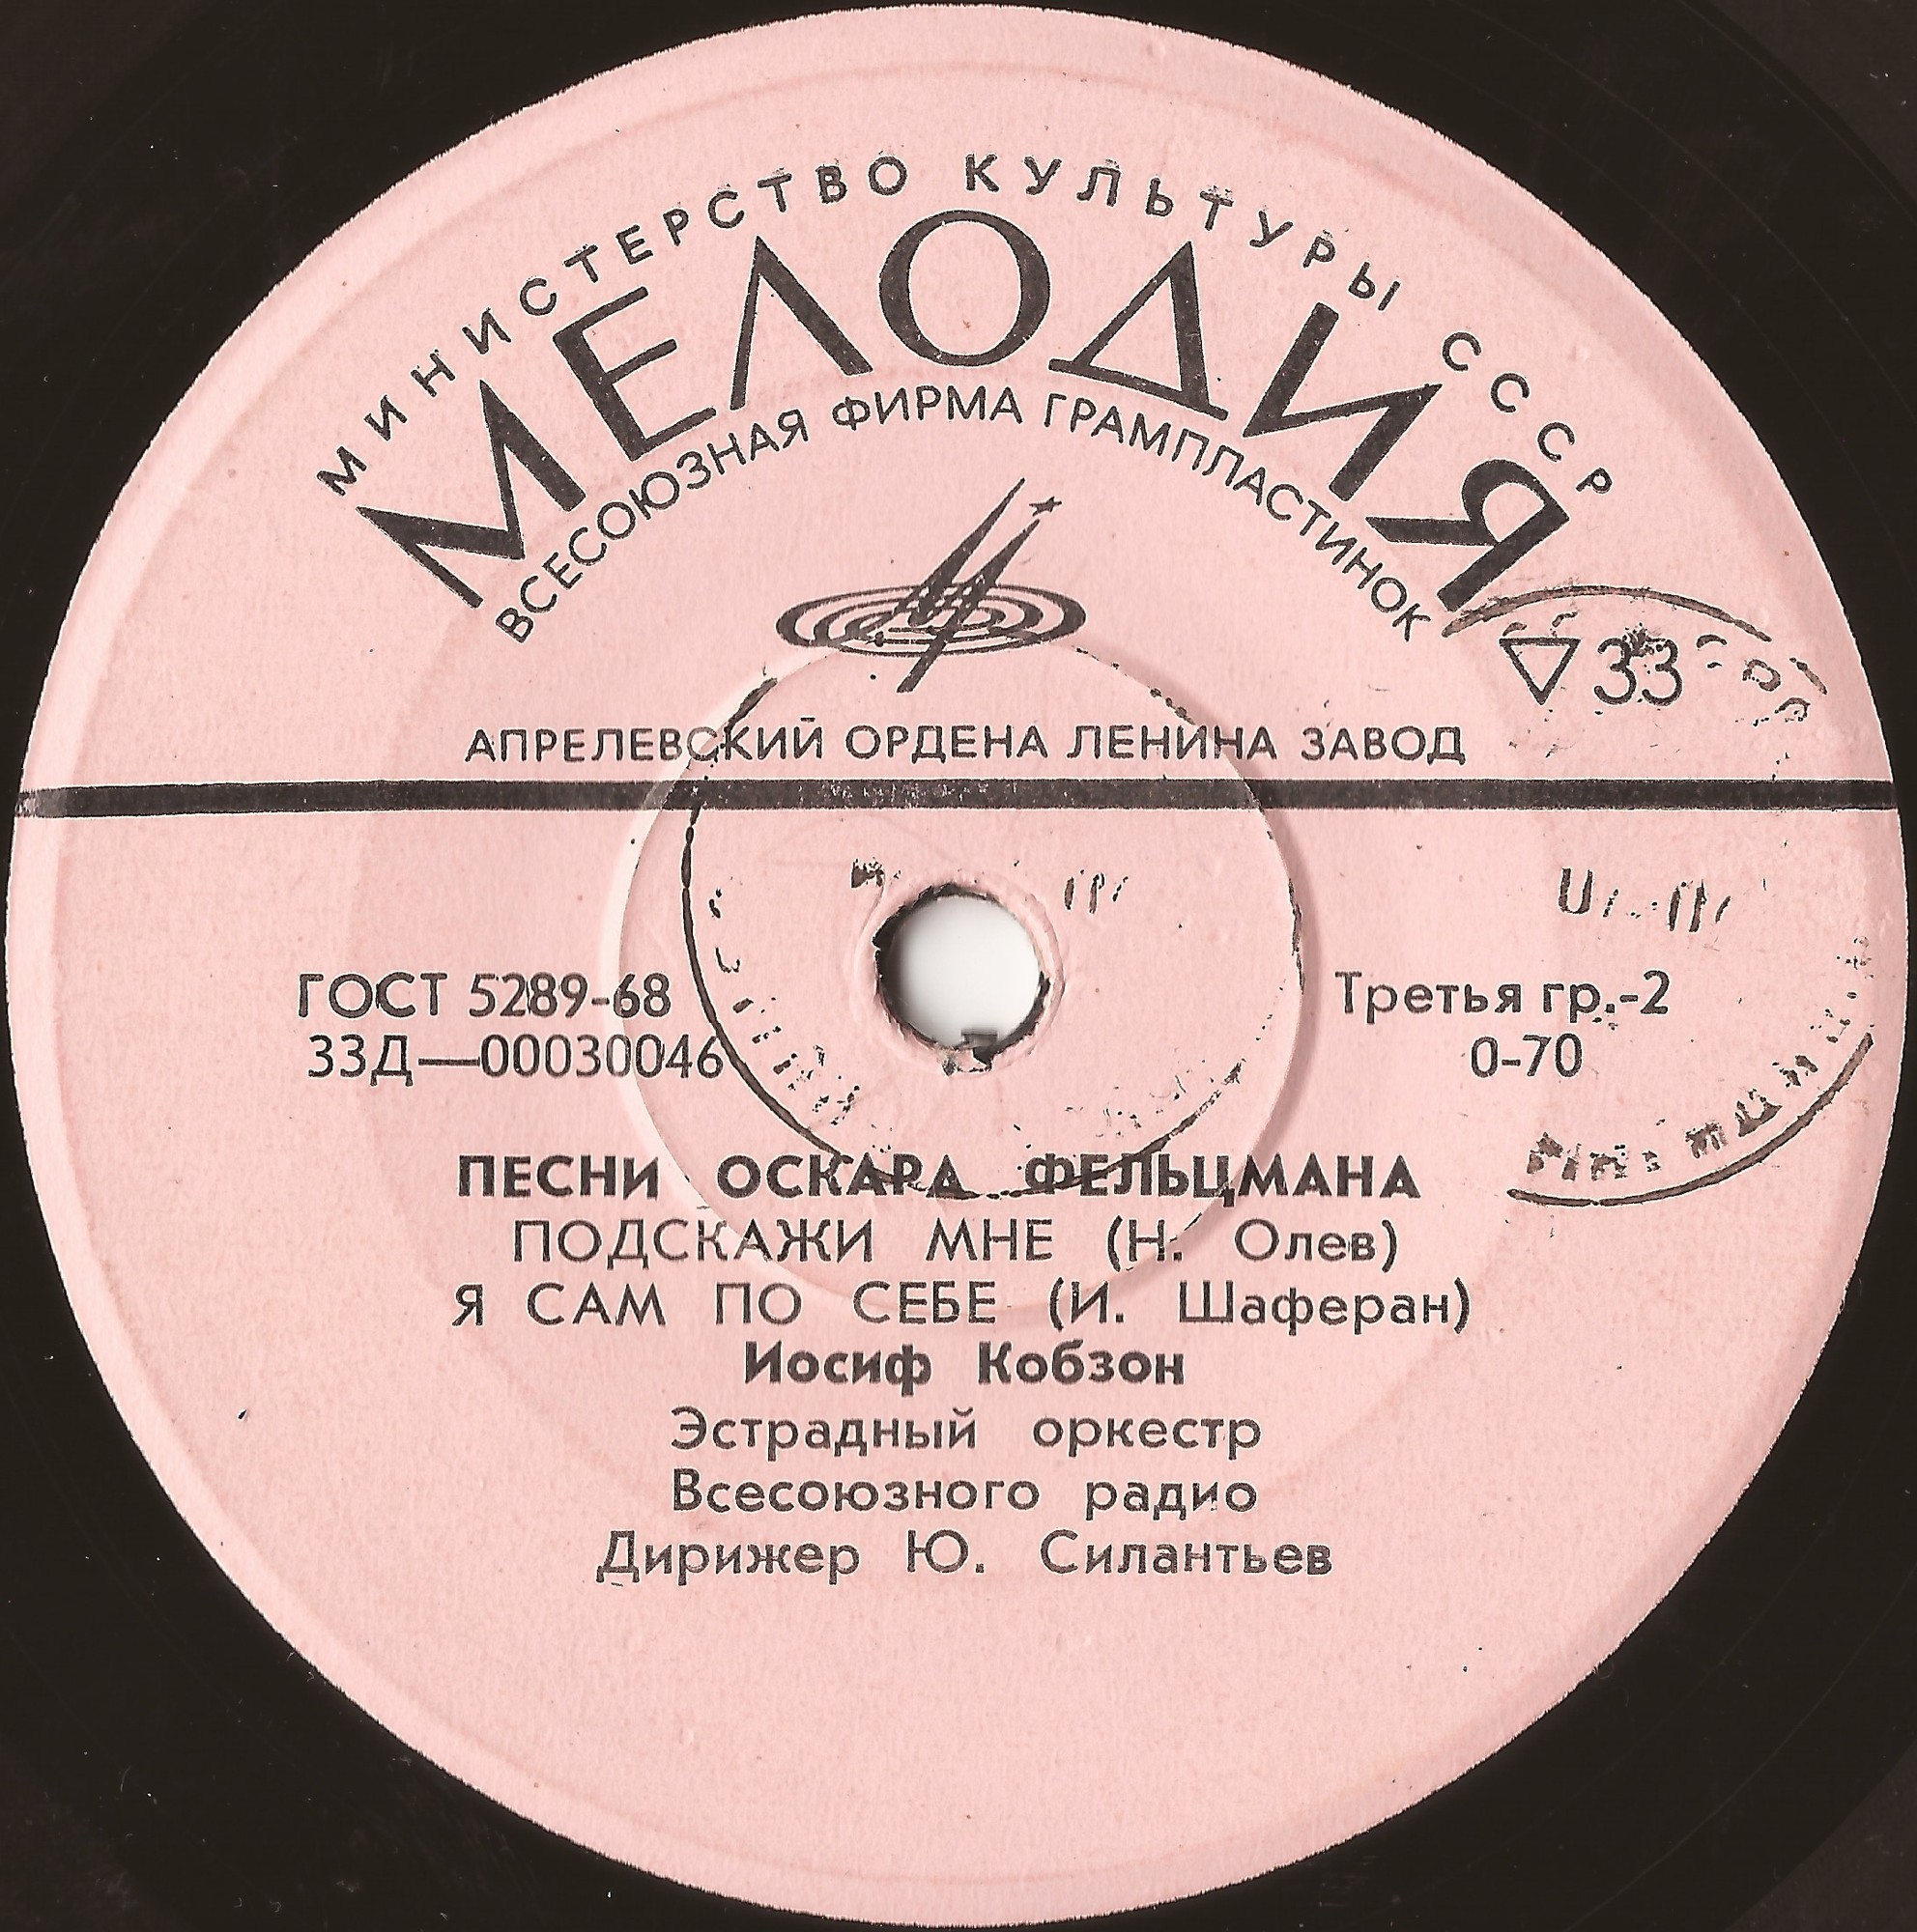 МИНИСТЕРСТВО КУЛЬТУРЫ СССР
МЕЛОДИЯ
ВСЕСОЮЗНАЯ ФИРМА ГРАМПЛАСТИНОК
▽ 33
АПРЕЛЕВСКИЙ ОРДЕНА ЛЕНИНА ЗАВОД
ГОСТ 5289-68
Третья гр.-2
33Д—00030046
0-70
ПЕСНИ ОСКАРА ФЕЛЬЦМАНА
ПОДСКАЖИ МНЕ (Н. Олев)
Я САМ ПО СЕБЕ (И. Шаферан)
Иосиф Кобзон
Эстрадный оркестр
Всесоюзного радио
Дирижер Ю. Силантьев